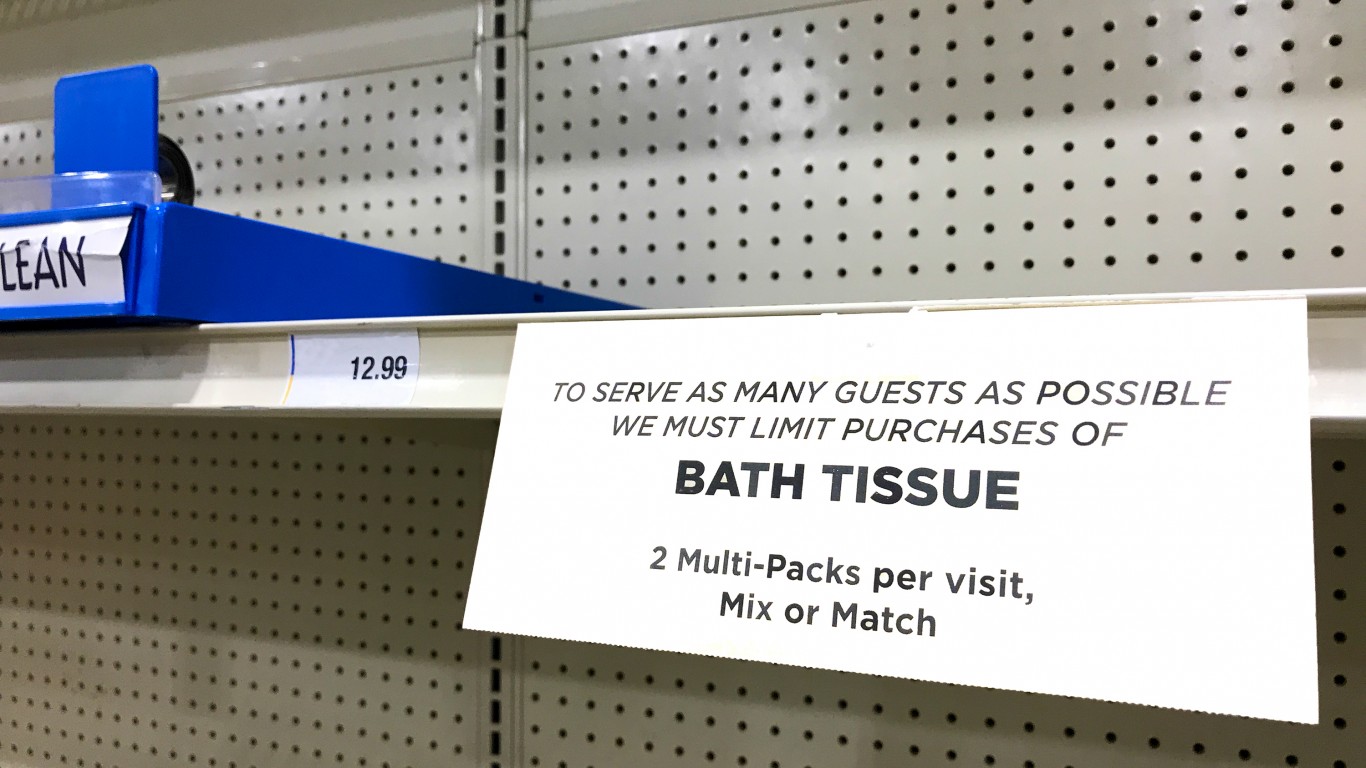 LEAN
12.99
TO SERVE AS MANY GUESTS AS POSSIBLE
WE MUST LIMIT PURCHASES OF
BATH TISSUE
2 Multi-Packs per visit,
Mix or Match